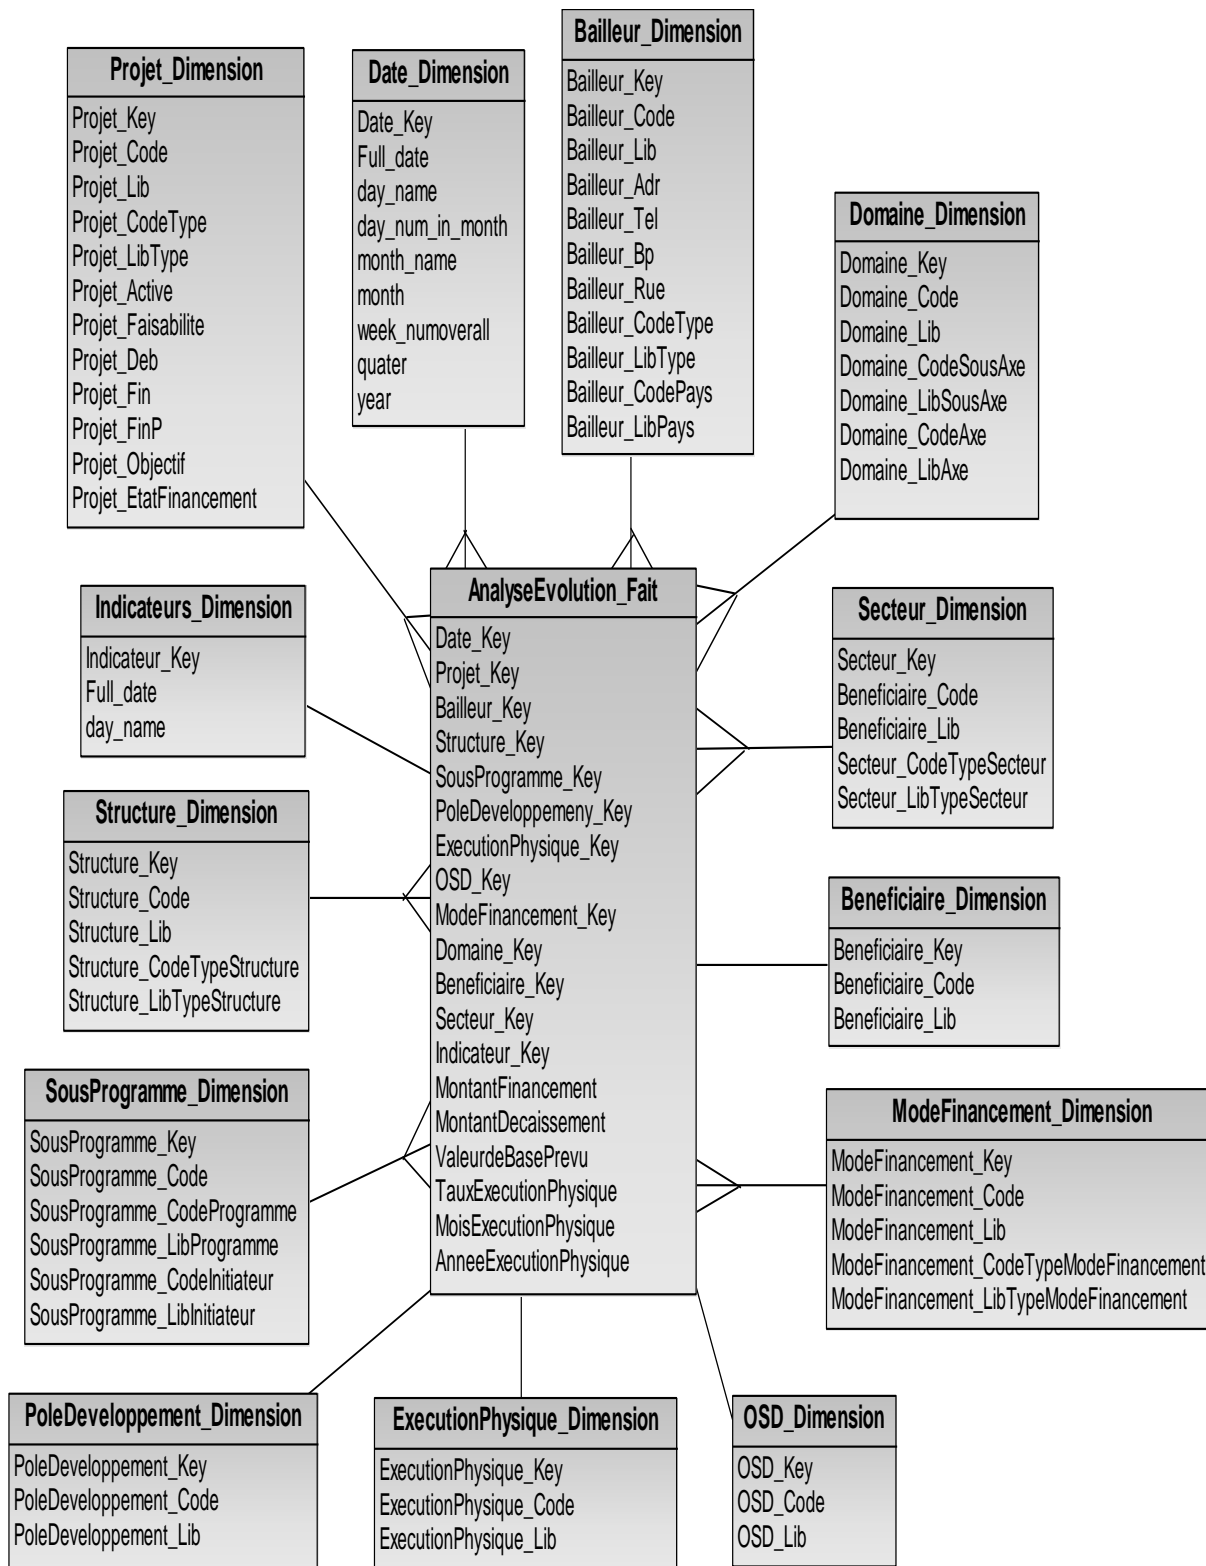 Projet_Dimension
Projet_Key
Projet_Code
Projet_Lib
Projet_CodeType
Projet_LibType
Projet_Active
Projet_Faisabilite
Projet_Deb
Projet_Fin
Projet_FinP
Projet_Objectif
Projet_EtatFinancement
Date_Dimension
Date_Key
Full_date
day_name
day_num_in_month
month_name
month
week_numoverall
quater
year
Bailleur_Dimension
Bailleur_Key
Bailleur_Code
Bailleur_Lib
Bailleur_Adr
Bailleur_Tel
Bailleur_Bp
Bailleur_Rue
Bailleur_CodeType
Bailleur_LibType
Bailleur_CodePays
Bailleur_LibPays
Domaine_Dimension
Domaine_Key
Domaine_Code
Domaine_Lib
Domaine_CodeSousAxe
Domaine_LibSousAxe
Domaine_CodeAxe
Domaine_LibAxe
Indicateurs_Dimension
Indicateur_Key
Full_date
day_name
AnalyseEvolution_Fait
Date_Key
Projet_Key
Bailleur_Key
Structure_Key
SousProgramme_Key
PoleDeveloppemeny_Key
ExecutionPhysique_Key
OSD_Key
ModeFinancement_Key
Domaine_Key
Beneficiaire_Key
Secteur_Key
Indicateur_Key
MontantFinancement
MontantDecaissement
ValeurdeBasePrevu
TauxExecutionPhysique
MoisExecutionPhysique
AnneeExecutionPhysique
Secteur_Dimension
Secteur_Key
Beneficiaire_Code
Beneficiaire_Lib
Secteur_CodeTypeSecteur
Secteur_LibTypeSecteur
Structure_Dimension
Structure_Key
Structure_Code
Structure_Lib
Structure_CodeTypeStructure
Structure_LibTypeStructure
Beneficiaire_Dimension
Beneficiaire_Key
Beneficiaire_Code
Beneficiaire_Lib
SousProgramme_Dimension
SousProgramme_Key
SousProgramme_Code
SousProgramme_CodeProgramme
SousProgramme_LibProgramme
SousProgramme_CodeInitiateur
SousProgramme_LibInitiateur
ModeFinancement_Dimension
ModeFinancement_Key
ModeFinancement_Code
ModeFinancement_Lib
ModeFinancement_CodeTypeModeFinancement
ModeFinancement_LibTypeModeFinancement
PoleDeveloppement_Dimension
PoleDeveloppement_Key
PoleDeveloppement_Code
PoleDeveloppement_Lib
ExecutionPhysique_Dimension
ExecutionPhysique_Key
ExecutionPhysique_Code
ExecutionPhysique_Lib
OSD_Dimension
OSD_Key
OSD_Code
OSD_Lib